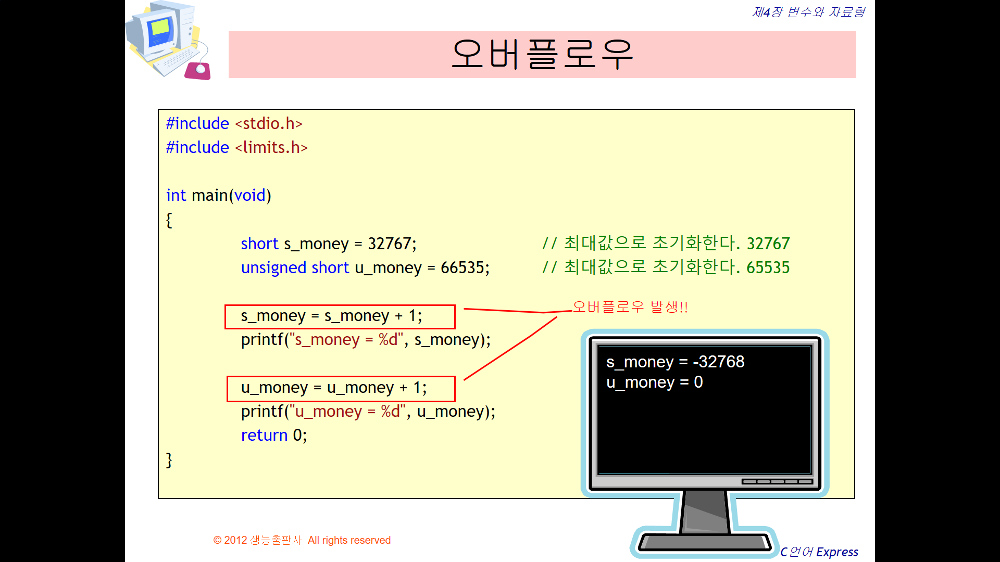 제4장 변수와 자료형
오버플로우
#include <stdio.h>
#include <limits.h>
int main(void)
{
short s_money = 32767; // 최대값으로 초기화한다. 32767
unsigned short u_money = 66535; // 최대값으로 초기화한다. 65535
오버플로우 발생!!
s_money = s_money + 1;
printf("s_money = %d", s_money);
u_money = u_money + 1;
printf("u_money = %d", u_money);
return 0;
}
s_money = -32768
u_money = 0
© 2012 생능출판사 All rights reserved
C언어 Express